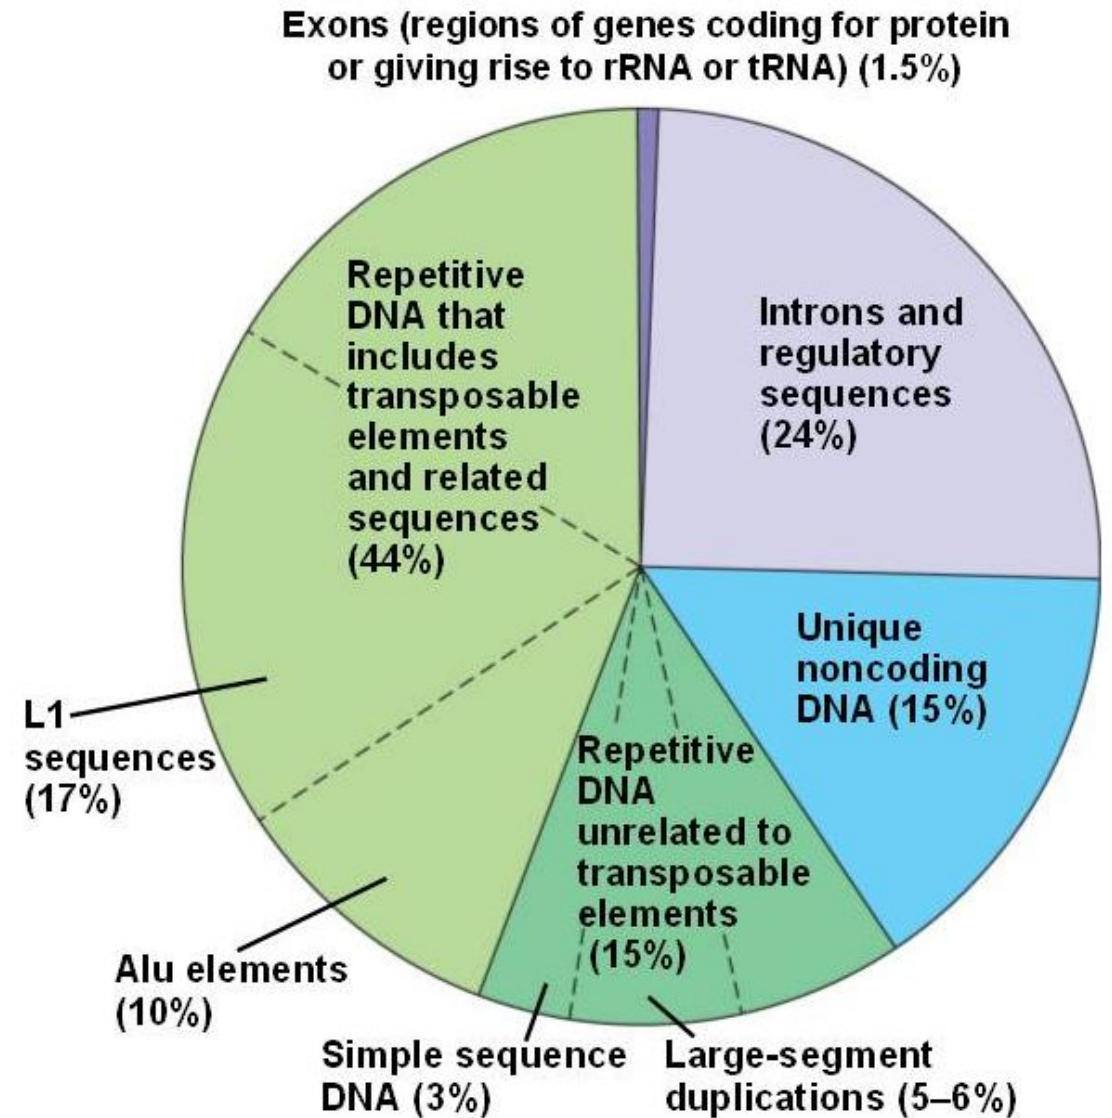 Exons (regions of genes coding for protein
or giving rise to rRNA or tRNA) (1.5%)
Repetitive
DNA that
includes
transposable
elements
and related
sequences
(44%)
Introns and
regulatory
sequences
(24%)
Unique
noncoding
DNA (15%)
L1
sequences
(17%)
Repetitive
DNA
unrelated to
transposable
elements
(15%)
Alu elements
(10%)
Simple sequence
DNA (3%)
Large-segment
duplications (5–6%)